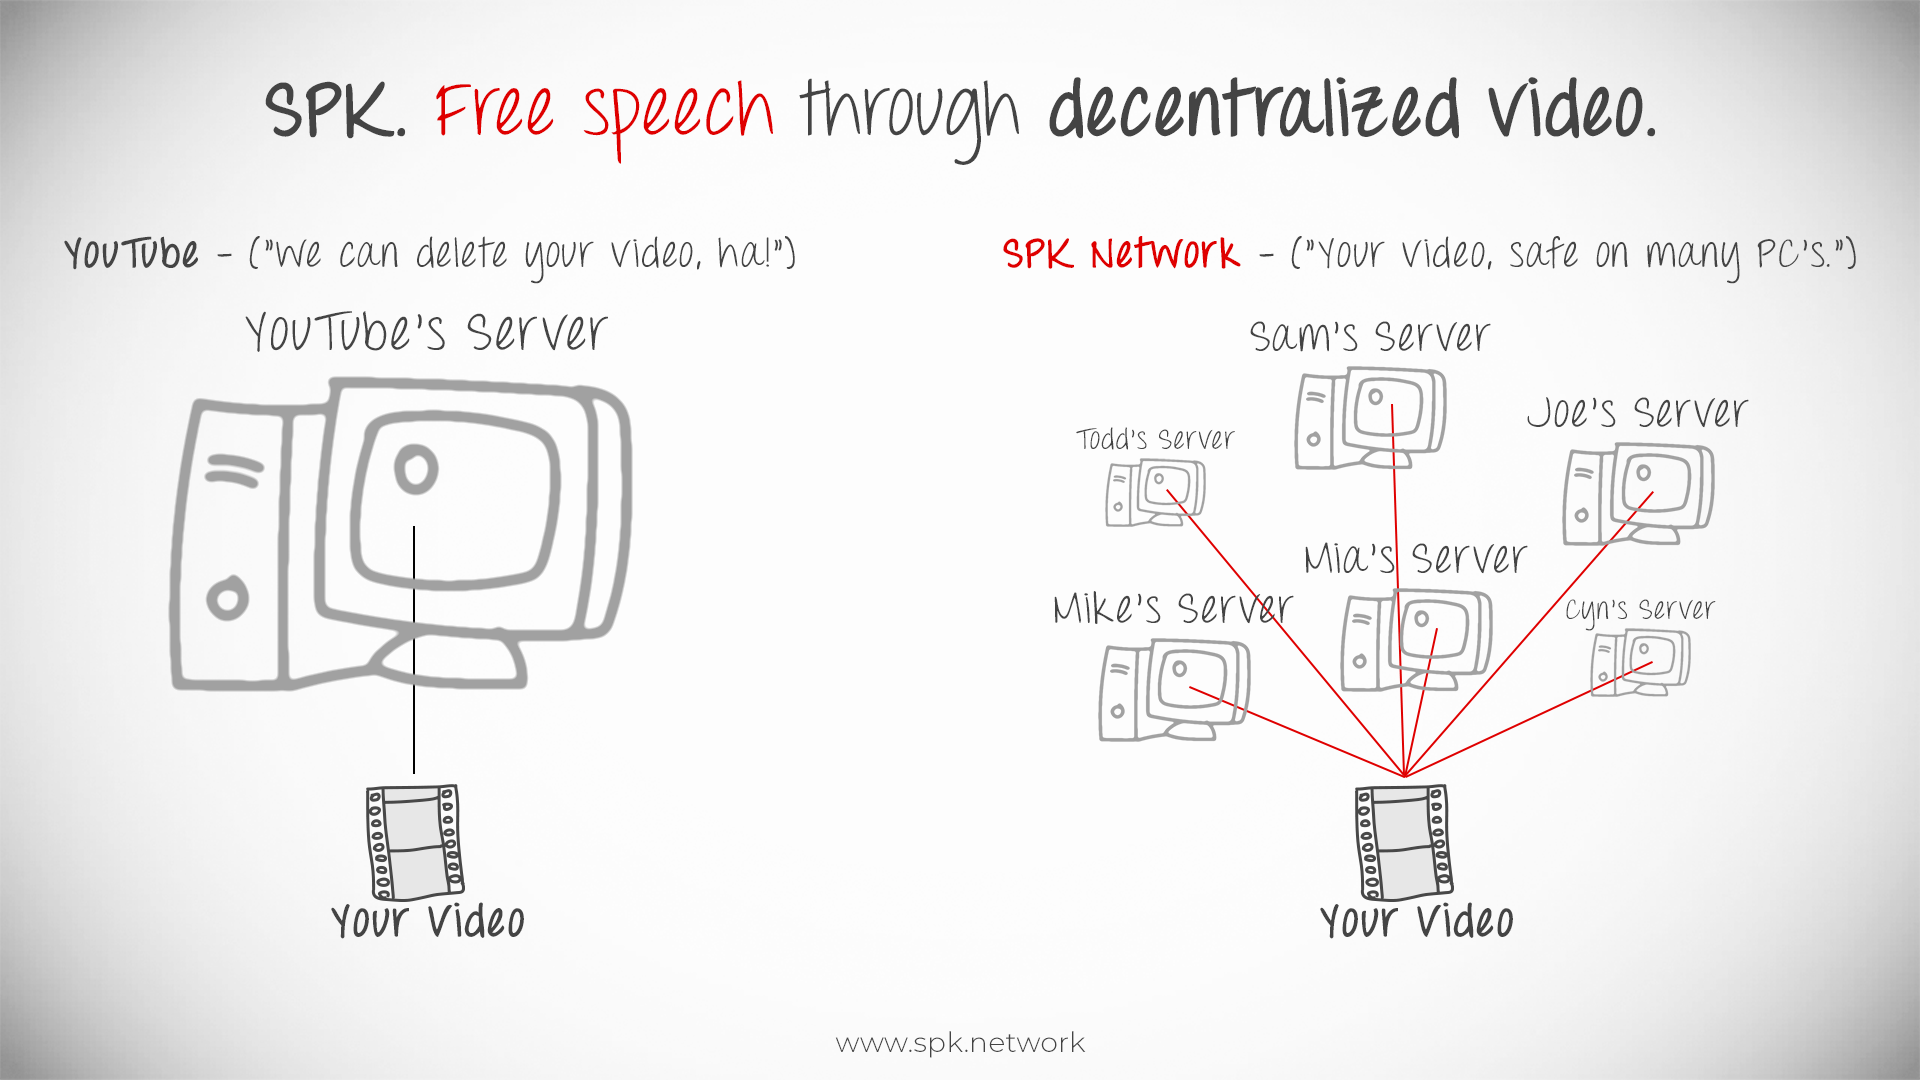 SPK. Free speech through decentralized video.
YouTube - ("We can delete your video, ha!")
YouTube's Server
Your Video
SPK Network - ("Your video, safe on many PC's.")
Sam's Server
Joe's Server
Todd's Server
Mia's Server
Mike's Server
Cyn's Server
Your Video
www.spk.network